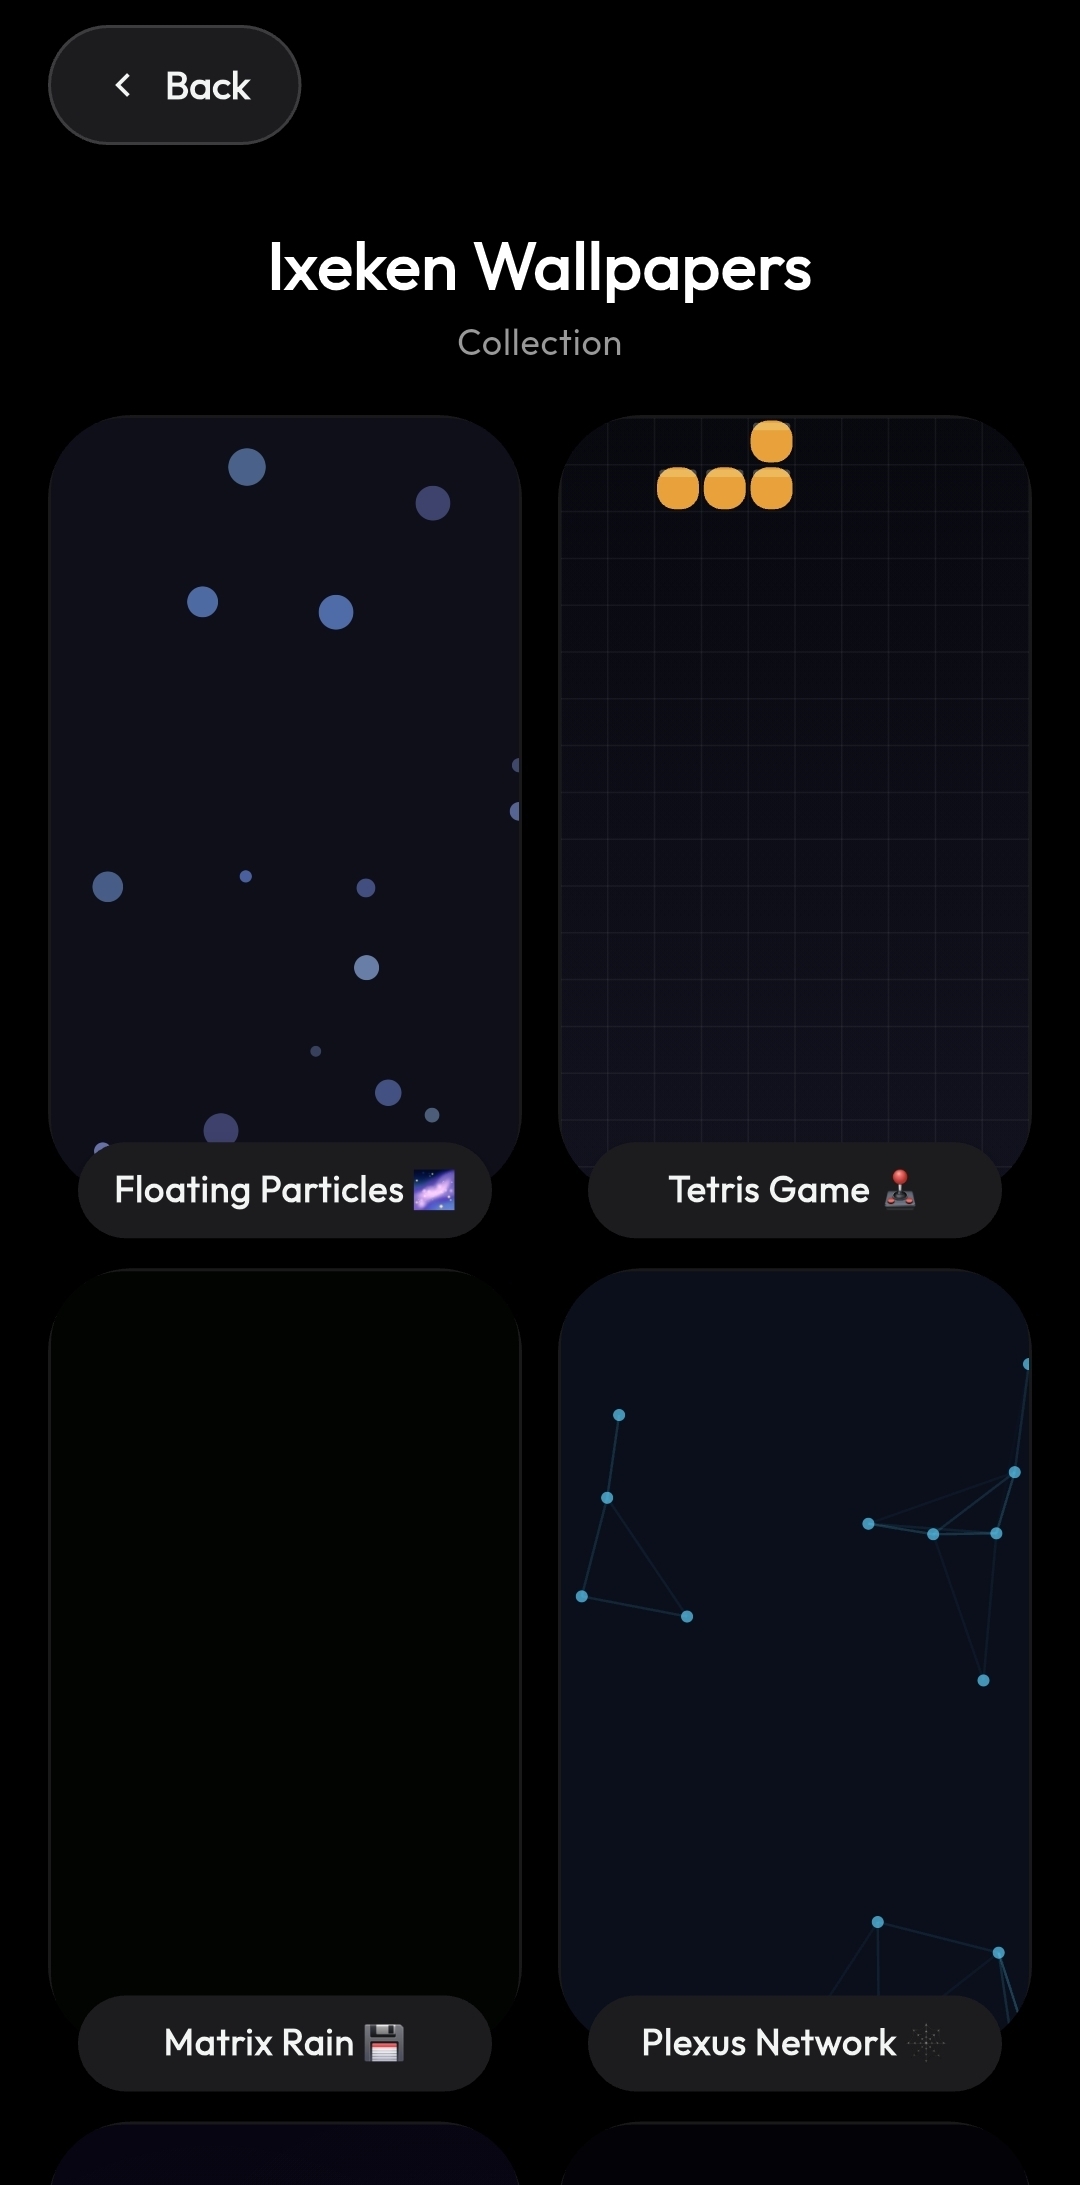 Back
Ixeken Wallpapers
Collection
Floating Particles 🌌
Tetris Game 🕹️
Matrix Rain 💾
Plexus Network 🕸️